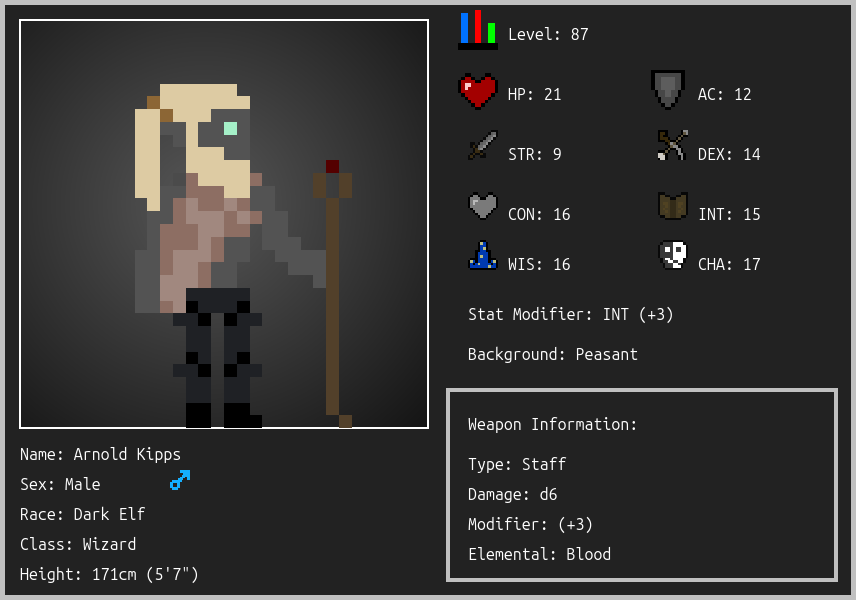 Level: 87
HP: 21
AC: 12
STR: 9
DEX: 14
CON: 16
INT: 15
WIS: 16
CHA: 17
Stat Modifier: INT (+3)
Background: Peasant
Weapon Information:
Type: Staff
Damage: d6
Modifier: (+3)
Elemental: Blood
Name: Arnold Kipps
Sex: Male
Race: Dark Elf
Class: Wizard
Height: 171cm (5'7")